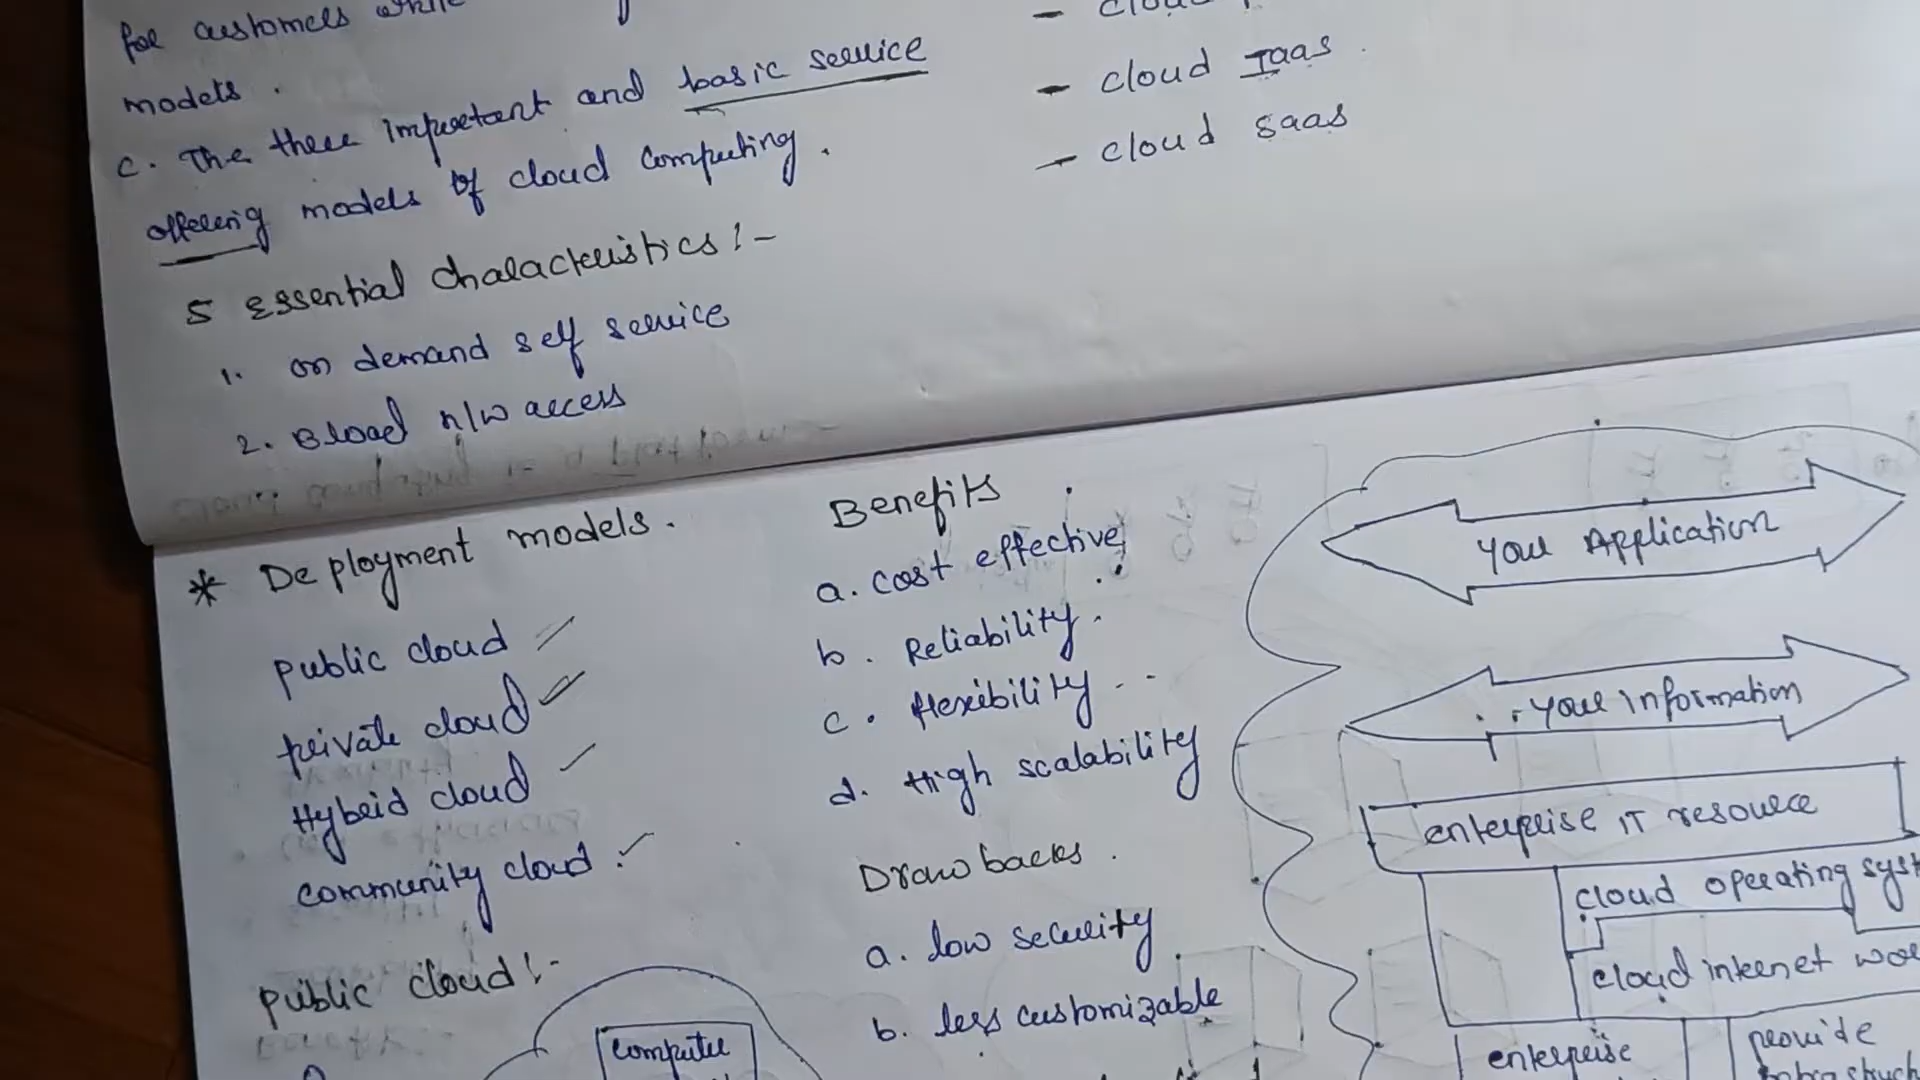 for customers while
models.
c. The three important and basic service
offering models of cloud computing.
5 Essential characteristics :-
1. on demand self service
2. Broad n/w access
- cloud
- cloud Iaas.
- cloud saas
* Deployment models.
public cloud
private cloud
Hybrid cloud
community cloud
public cloud :-
computer
Benefits
a. cost effective
b. Reliability.
c. flexibility
d. High scalability
Drawbacks.
a. low security
b. less customizable
your Application
your Information
enterprise IT resource
cloud operating syst
cloud internet wor
enterprise
provide